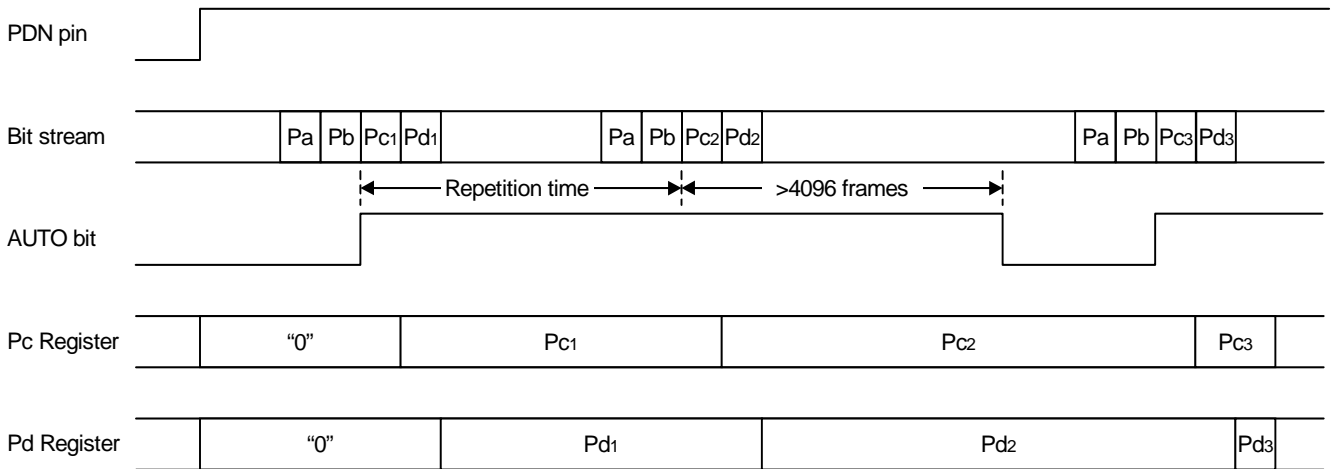 PDN pin
Bit stream Pa Pb Pc1 Pd1 Pa Pb Pc2 Pd2 Pa Pb Pc3 Pd3
Repetition time >4096 frames
AUTO bit
Pc Register “0” Pc1 Pc2 Pc3
Pd Register “0” Pd1 Pd2 Pd3